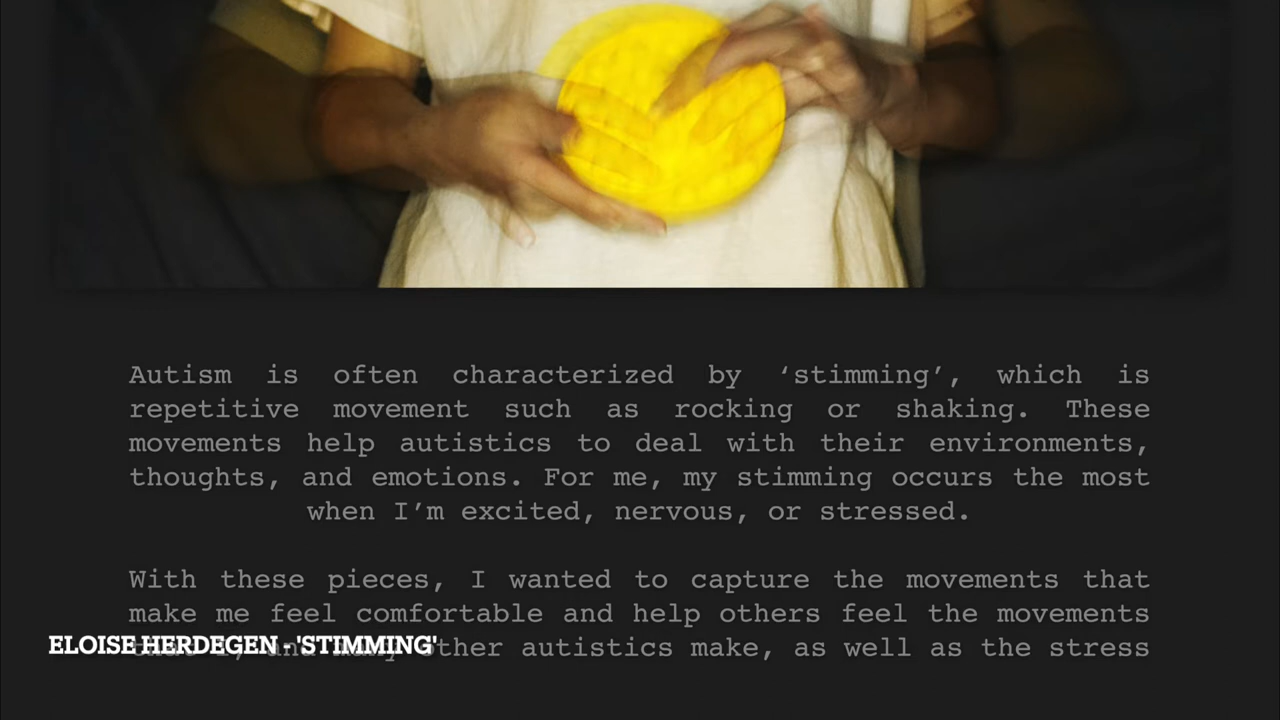 Autism is often characterized by ‘stimming’, which is
repetitive movement such as rocking or shaking. These
movements help autistics to deal with their environments,
thoughts, and emotions. For me, my stimming occurs the most
when I’m excited, nervous, or stressed.
With these pieces, I wanted to capture the movements that
make me feel comfortable and help others feel the movements
that I, and many other autistics make, as well as the stress
ELOISE HERDEGEN - 'STIMMING'